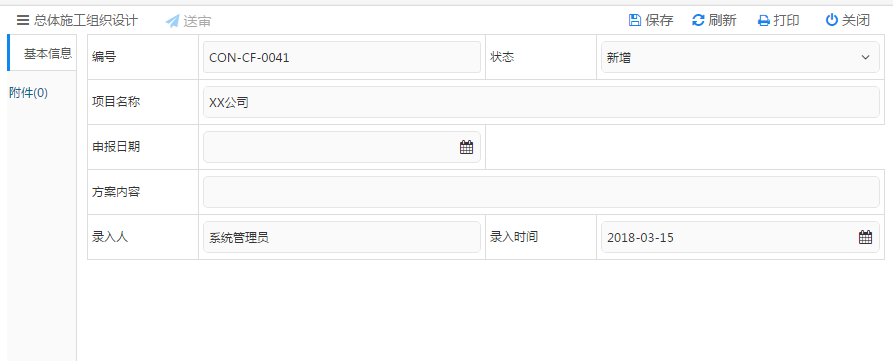 总体施工组织设计 送审 保存 刷新 打印 关闭
基本信息
附件(0)
编号 CON-CF-0041 状态 新增
项目名称 XX公司
申报日期
方案内容
录入人 系统管理员 录入时间 2018-03-15